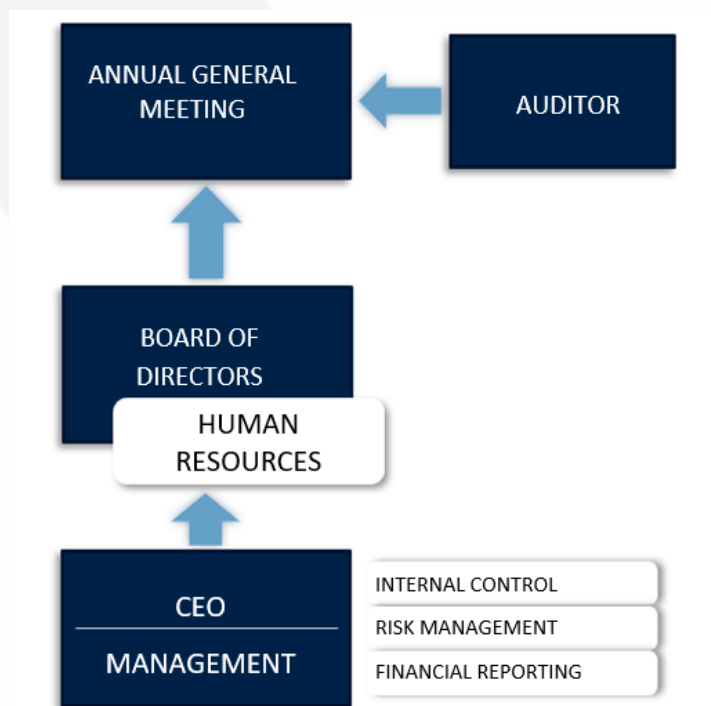 ANNUAL GENERAL
MEETING
AUDITOR
BOARD OF
DIRECTORS
HUMAN
RESOURCES
CEO
MANAGEMENT
INTERNAL CONTROL
RISK MANAGEMENT
FINANCIAL REPORTING